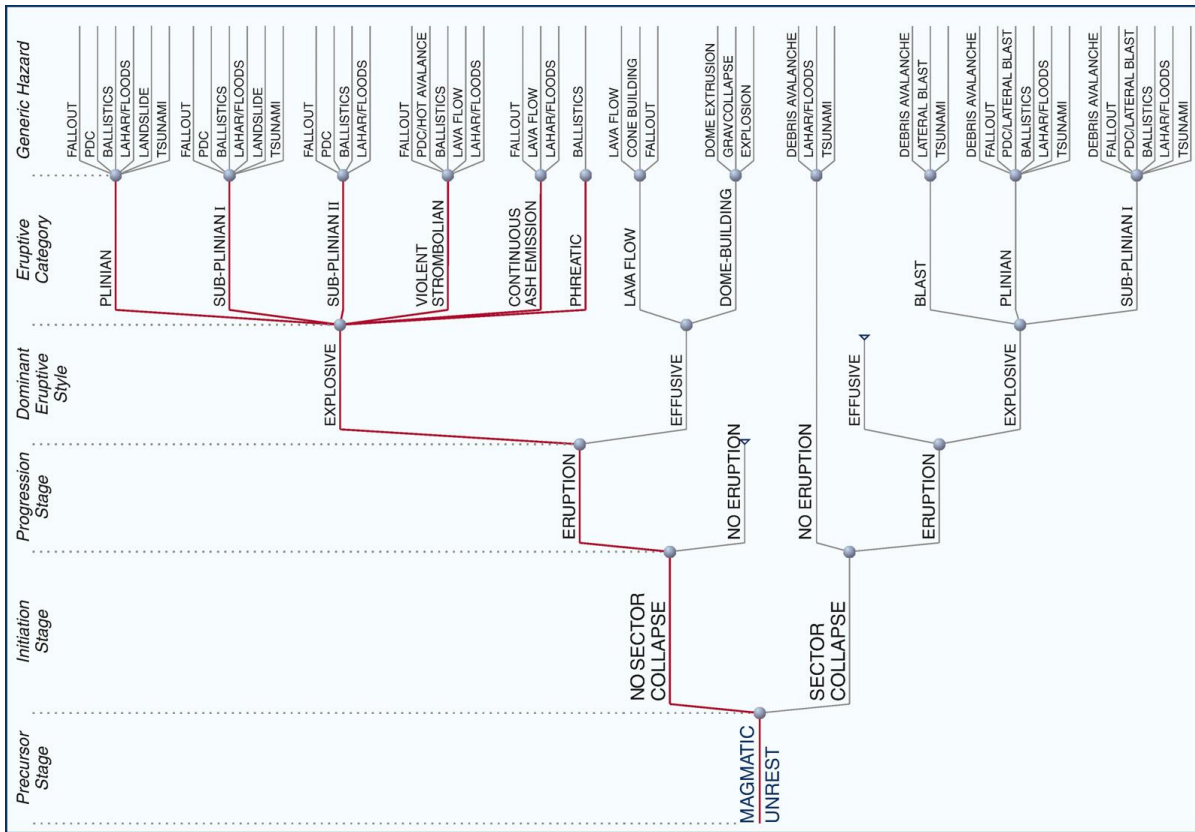 Generic Hazard
FALLOUT
PDC
BALLISTICS
LAHAR/FLOODS
LANDSLIDE
TSUNAMI
FALLOUT
PDC
BALLISTICS
LAHAR/FLOODS
LANDSLIDE
TSUNAMI
FALLOUT
PDC
BALLISTICS
LAHAR/FLOODS
FALLOUT
PDC/HOT AVALANCE
BALLISTICS
LAVA FLOW
LAHAR/FLOODS
FALLOUT
LAVA FLOW
LAHAR/FLOODS
BALLISTICS
LAVA FLOW
CONE BUILDING
FALLOUT
DOME EXTRUSION
GRAVCOLLAPSE
EXPLOSION
DEBRIS AVALANCHE
LAHAR/FLOODS
TSUNAMI
DEBRIS AVALANCHE
LATERAL BLAST
TSUNAMI
DEBRIS AVALANCHE
FALLOUT
PDC/LATERAL BLAST
BALLISTICS
LAHAR/FLOODS
TSUNAMI
DEBRIS AVALANCHE
FALLOUT
PDC/LATERAL BLAST
BALLISTICS
LAHAR/FLOODS
TSUNAMI
Eruptive
Category
PLINIAN
SUB-PLINIAN I
SUB-PLINIAN II
VIOLENT
STROMBOLIAN
CONTINUOUS
ASH EMISSION
PHREATIC
LAVA FLOW
DOME-BUILDING
BLAST
PLINIAN
SUB-PLINIAN I
Dominant
Eruptive
Style
EXPLOSIVE
EFFUSIVE
EFFUSIVE
EXPLOSIVE
Progression
Stage
ERUPTION
NO ERUPTION
NO ERUPTION
ERUPTION
Initiation
Stage
NO SECTOR
COLLAPSE
SECTOR
COLLAPSE
Precursor
Stage
MAGMATIC
UNREST